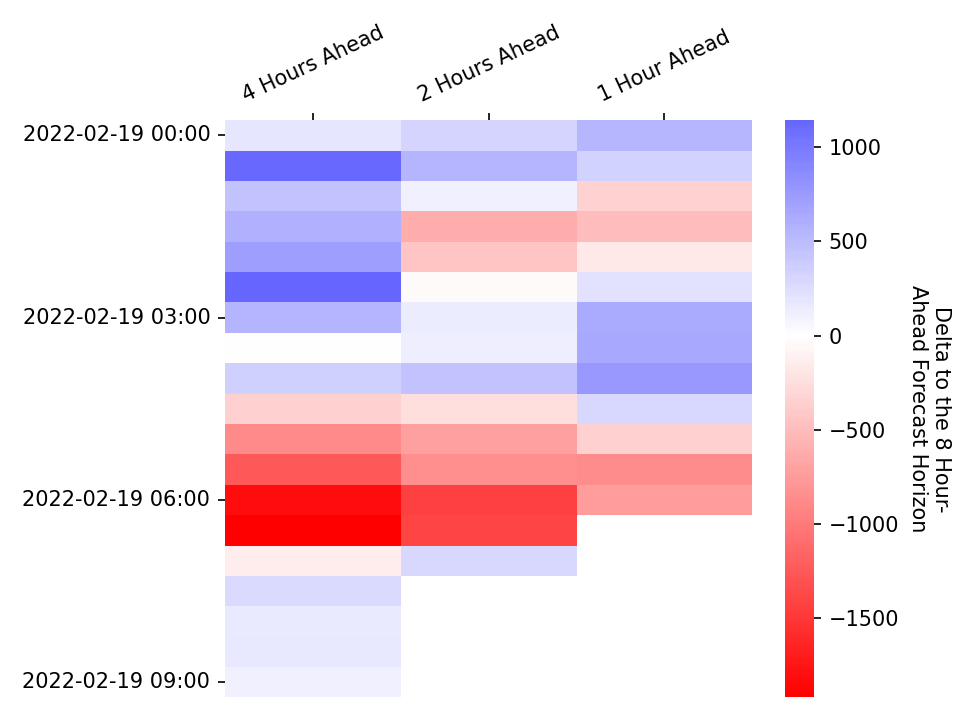 4 Hours Ahead
2 Hours Ahead
1 Hour Ahead
2022-02-19 00:00
2022-02-19 03:00
2022-02-19 06:00
2022-02-19 09:00
1000
500
0
−500
−1000
−1500
Delta to the 8 Hour-
Ahead Forecast Horizon